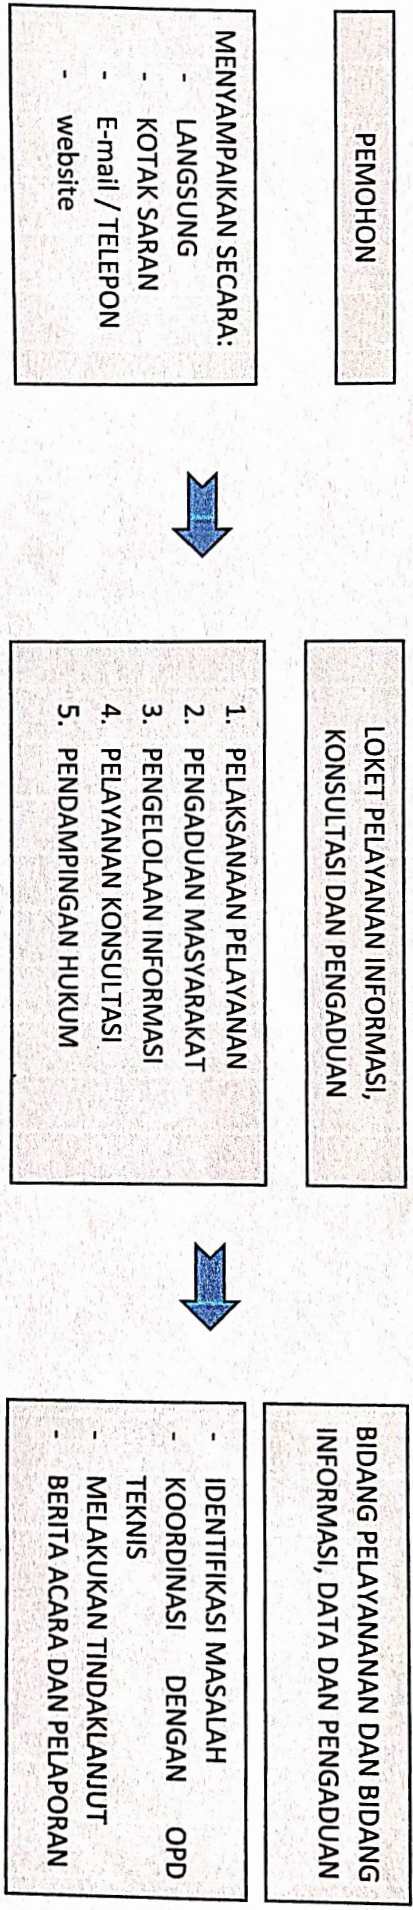 PEMOHON
MENYAMPAIKAN SECARA:
- LANGSUNG
- KOTAK SARAN
- E-mail / TELEPON
- website
LOKET PELAYANAN INFORMASI,
KONSULTASI DAN PENGADUAN
1. PELAKSANAAN PELAYANAN
2. PENGADUAN MASYARAKAT
3. PENGELOLAAN INFORMASI
4. PELAYANAN KONSULTASI
5. PENDAMPINGAN HUKUM
BIDANG PELAYANANAN DAN BIDANG
INFORMASI, DATA DAN PENGADUAN
- IDENTIFIKASI MASALAH
- KOORDINASI DENGAN OPD
TEKNIS
- MELAKUKAN TINDAKLANJUT
- BERITA ACARA DAN PELAPORAN